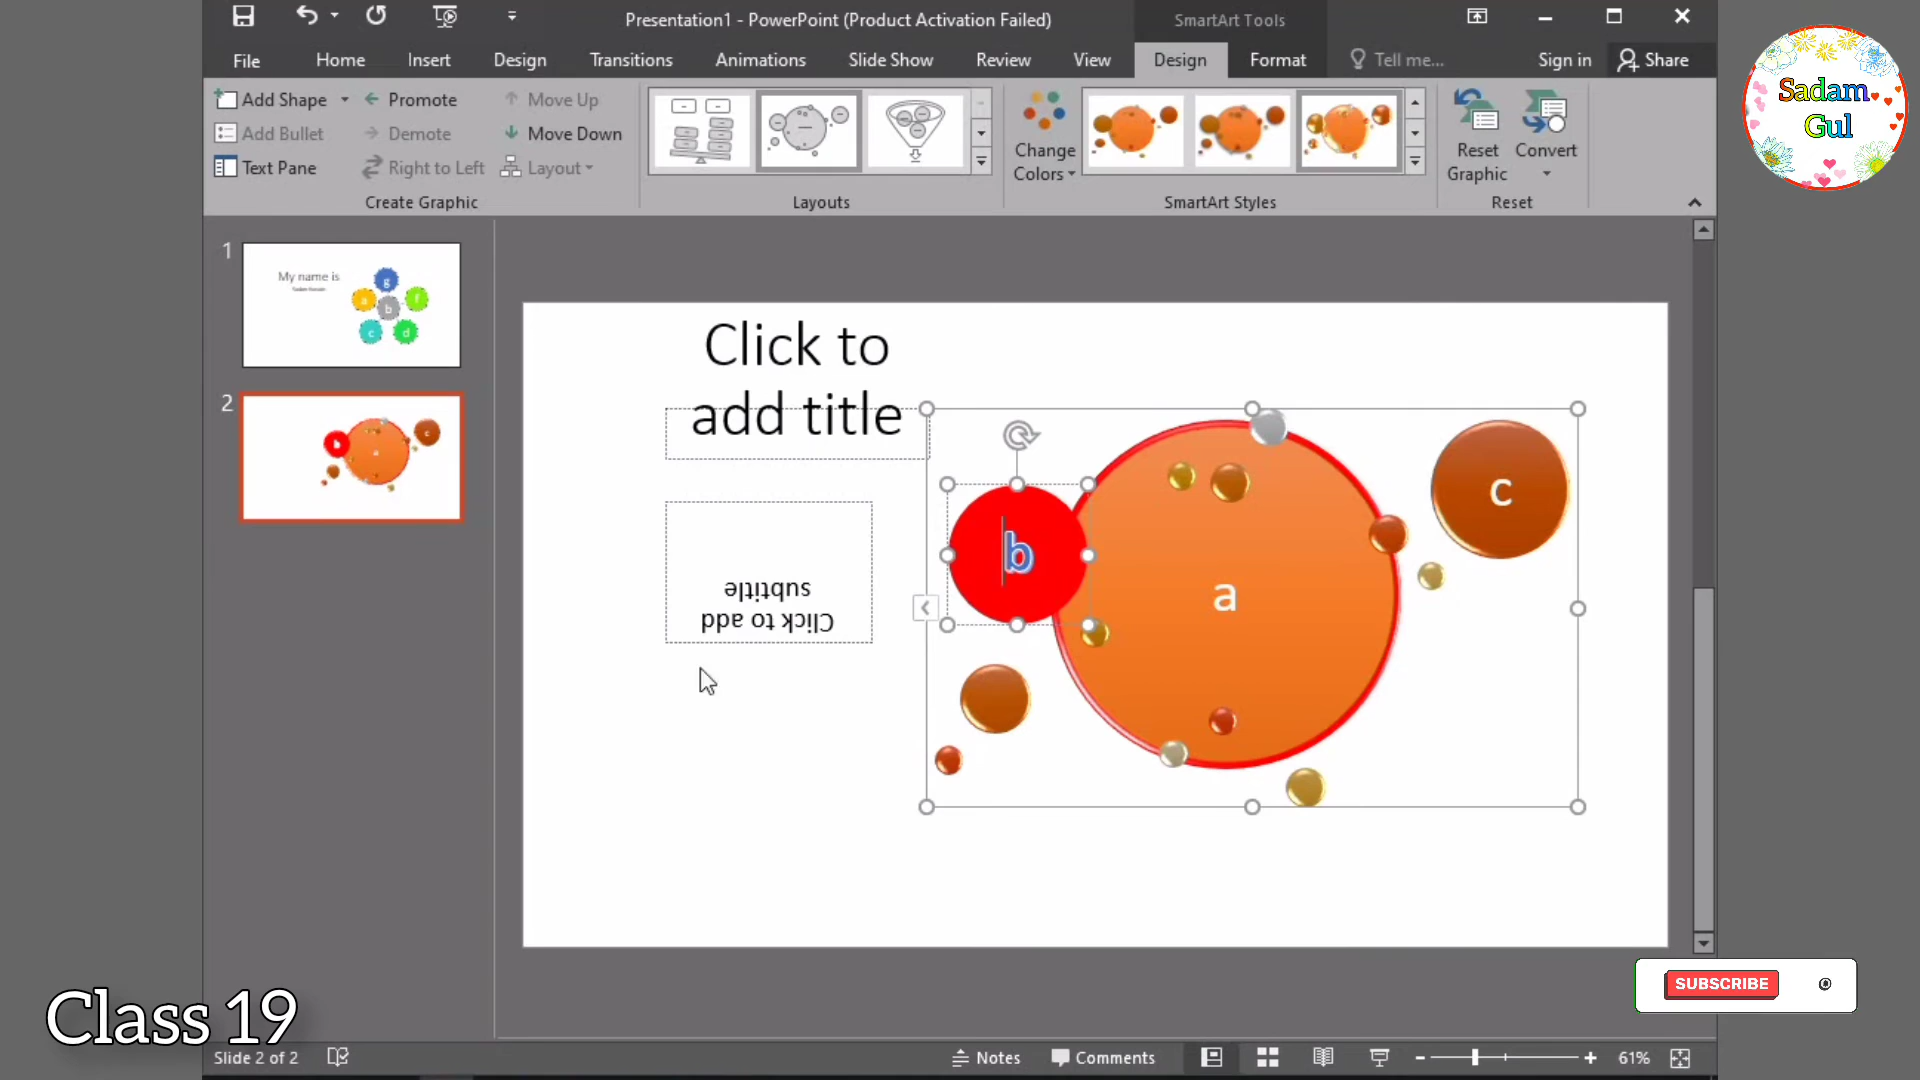 Presentation1 - PowerPoint (Product Activation Failed)
SmartArt Tools
File
Home
Insert
Design
Transitions
Animations
Slide Show
Review
View
Design
Format
Tell me...
Sign in
Share
Add Shape
Promote
Move Up
Add Bullet
Demote
Move Down
Text Pane
Right to Left
Layout
Create Graphic
Layouts
Change
Colors
SmartArt Styles
Reset
Graphic
Convert
Reset
Sadam
Gul
1
My name is
g
a
f
b
c
d
2
b
a
c
Click to
add title
Click to add
subtitle
b
a
c
SUBSCRIBE
Class 19
Slide 2 of 2
Notes
Comments
61%